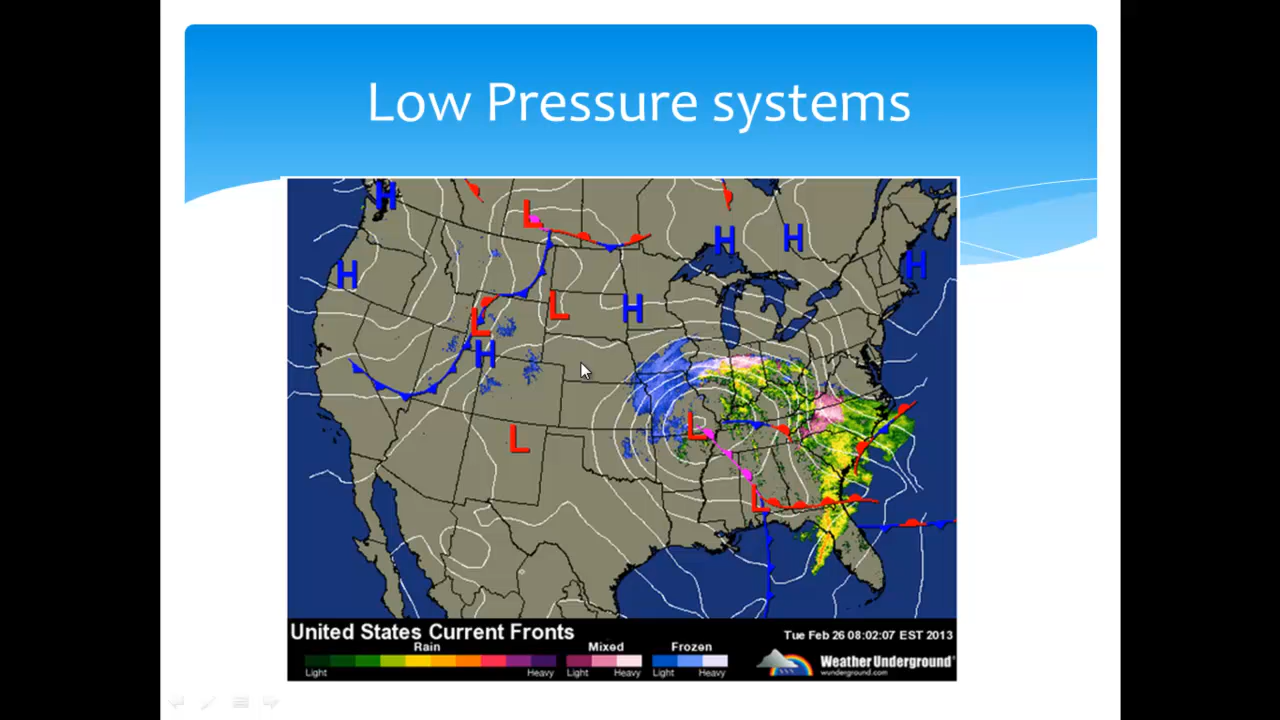 Low Pressure systems
H
L
H
H
H
H
L
L
H
H
L
L
L
United States Current Fronts
Tue Feb 26 08:02:07 EST 2013
Rain Mixed Frozen
Light Heavy Light Heavy Light Heavy
Weather Underground
wunderground.com